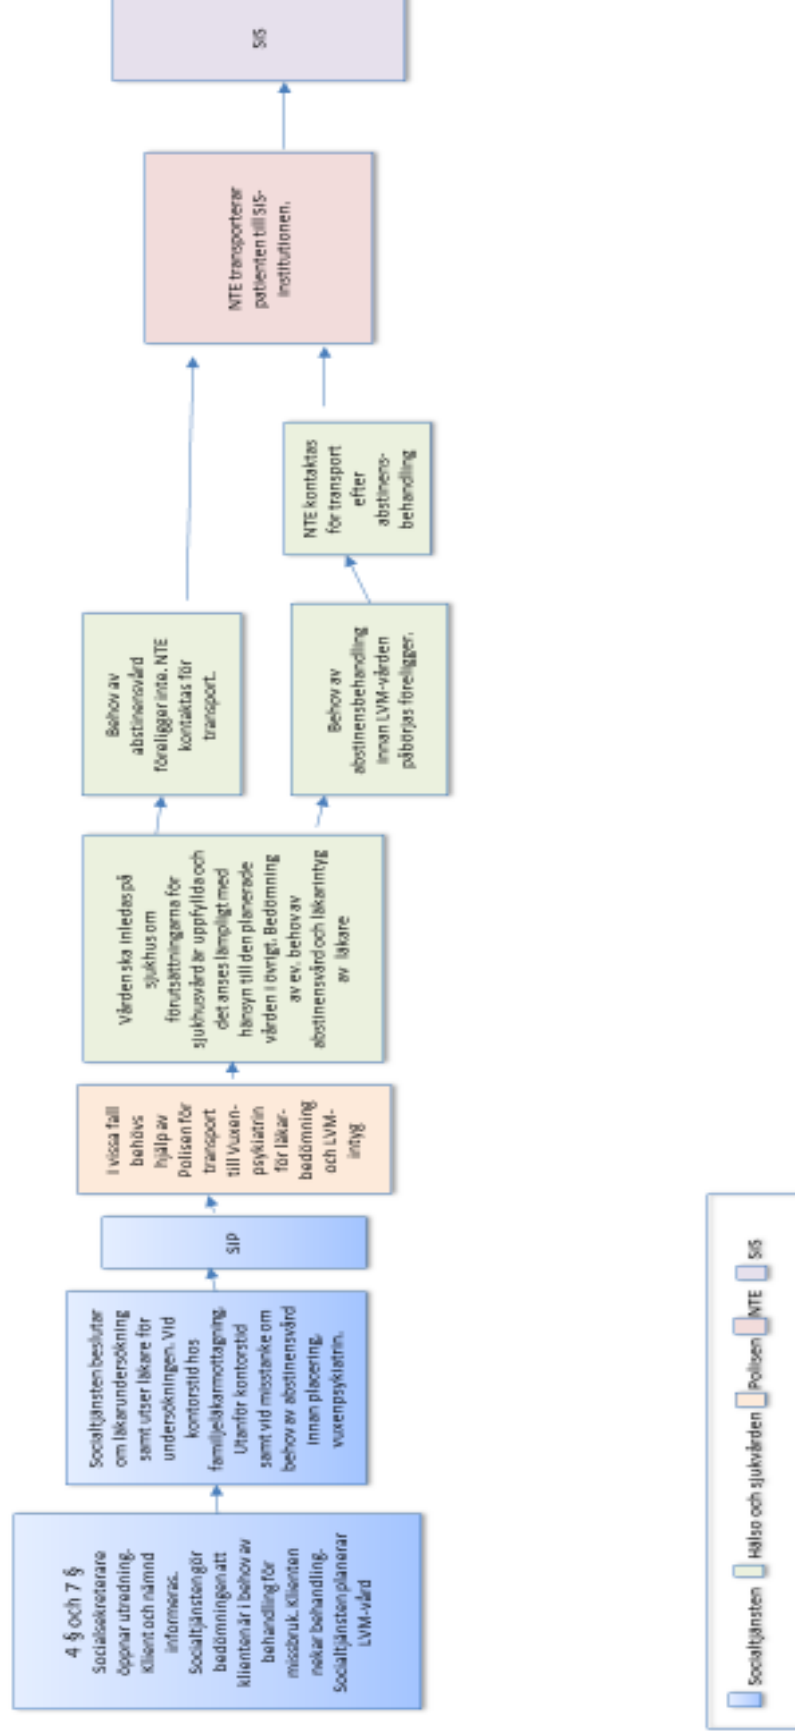 4 § och 7 §
Socialsekreterare
öppnar utredning.
Klient och nämnd
informeras.
Socialtjänsten gör
bedömningen att
klienten är i behov av
behandling för
missbruk. Klienten
nekar behandling.
Socialtjänsten planerar
LVM-vård
Socialtjänsten beslutar
om läkarundersökning
samt utser läkare för
undersökningen. Vid
kontorstid hos
familjeläkarmottagning.
Utanför kontorstid
samt vid misstanke om
behov av abstinensvård
innan placering,
vuxenpsykiatrin.
SIP
I vissa fall
behövs
hjälp av
Polisen för
transport
till Vuxen-
psykiatrin
för läkar-
bedömning
och LVM-
intyg
Vården ska inledas på
sjukhus om
förutsättningarna för
sjukhusvård är uppfyllda och
det anses lämpligt med
hänsyn till den planerade
vården i övrigt. Bedömning
av ev. behov av
abstinensvård och läkarintyg
av läkare
Behov av
abstinensvård
föreligger inte. NTE
kontaktas för
transport.
Behov av
abstinensbehandling
innan LVM-vården
påbörjas föreligger.
NTE kontaktas
för transport
efter
abstinens-
behandling
NTE transporterar
patienten till SiS-
institutionen.
SiS
Socialtjänsten Hälso och sjukvården Polisen NTE SiS